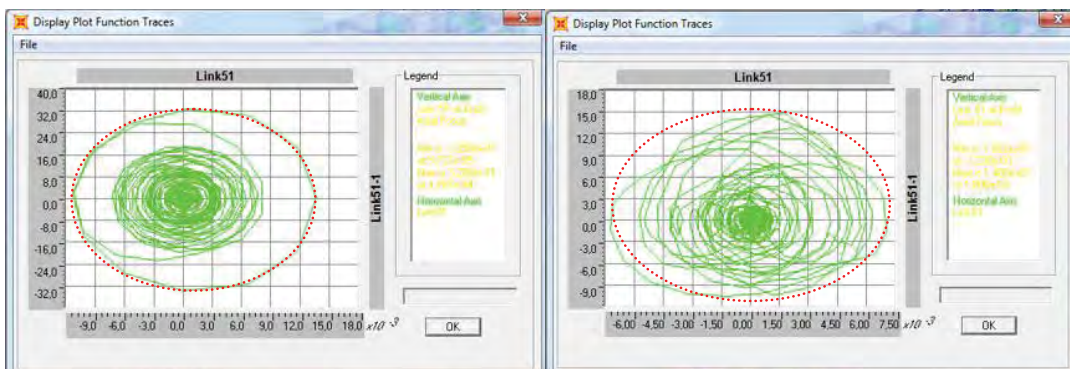 Display Plot Function Traces
File
Link51
40,0
32,0
24,0
16,0
8,0
0,0
-8,0
-16,0
-24,0
-32,0
-9,0 -6,0 -3,0 0,0 3,0 6,0 9,0 12,0 15,0 18,0 x10 -3
Link51-1
Legend
Vertical Axis
Horizontal Axis
Link51
OK
Display Plot Function Traces
File
Link51
18,0
15,0
12,0
9,0
6,0
3,0
0,0
-3,0
-6,0
-9,0
-6,00 -4,50 -3,00 -1,50 0,00 1,50 3,00 4,50 6,00 7,50 x10 -3
Link51-1
Legend
Vertical Axis
Horizontal Axis
Link51
OK